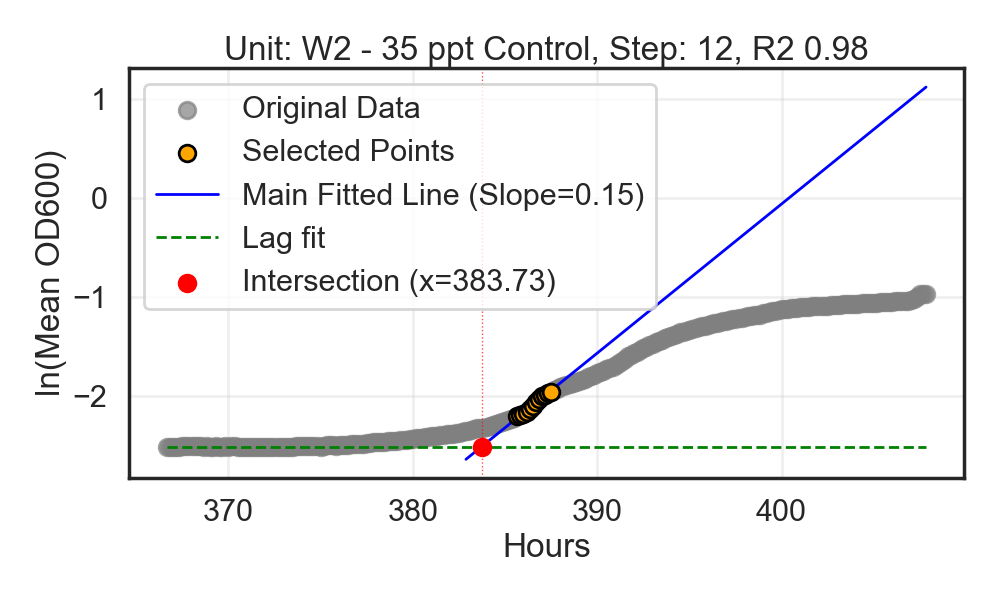 Unit: W2 - 35 ppt Control, Step: 12, R2 0.98
Original Data
Selected Points
Main Fitted Line (Slope=0.15)
Lag fit
Intersection (x=383.73)
ln(Mean OD600)
1
0
−1
−2
370 380 390 400
Hours